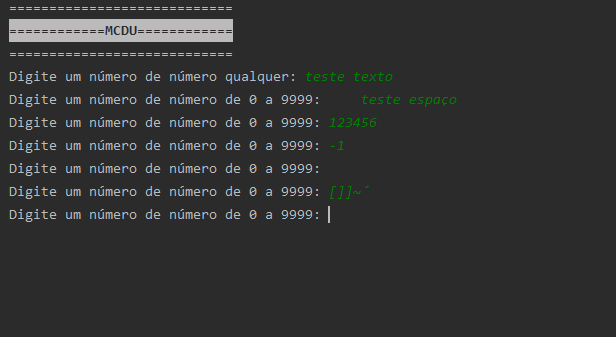 ============================
============MCDU============
============================
Digite um número de número qualquer: teste texto
Digite um número de número de 0 a 9999:     teste espaço
Digite um número de número de 0 a 9999: 123456
Digite um número de número de 0 a 9999: -1
Digite um número de número de 0 a 9999:
Digite um número de número de 0 a 9999: []]~´
Digite um número de número de 0 a 9999: